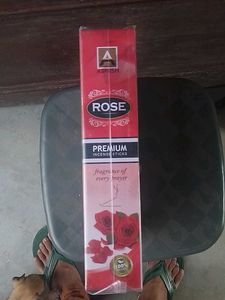 ROSE
PREMIUM
INCENSE STICKS
fragrance of
every prayer